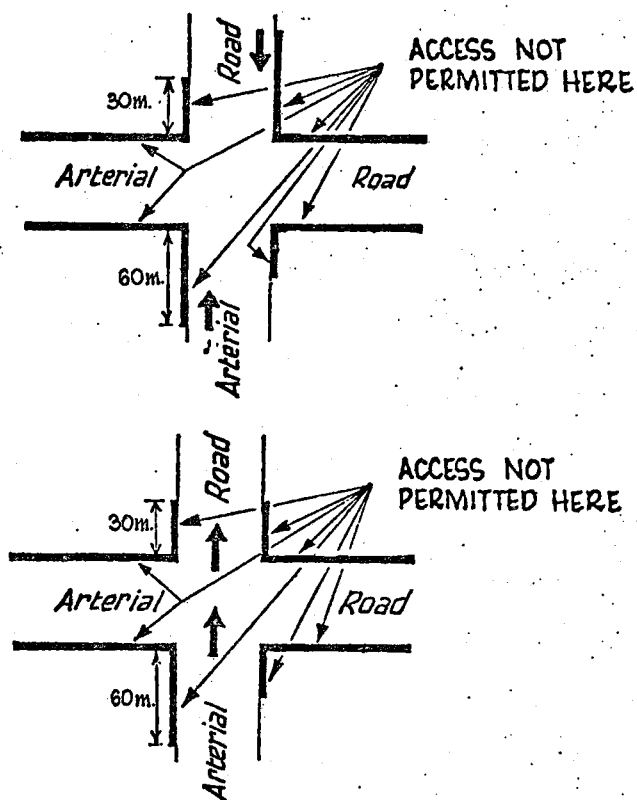 Road
ACCESS NOT
PERMITTED HERE
30m.
Arterial
Road
60m.
Arterial
Road
ACCESS NOT
PERMITTED HERE
30m.
Arterial
Road
60m.
Arterial